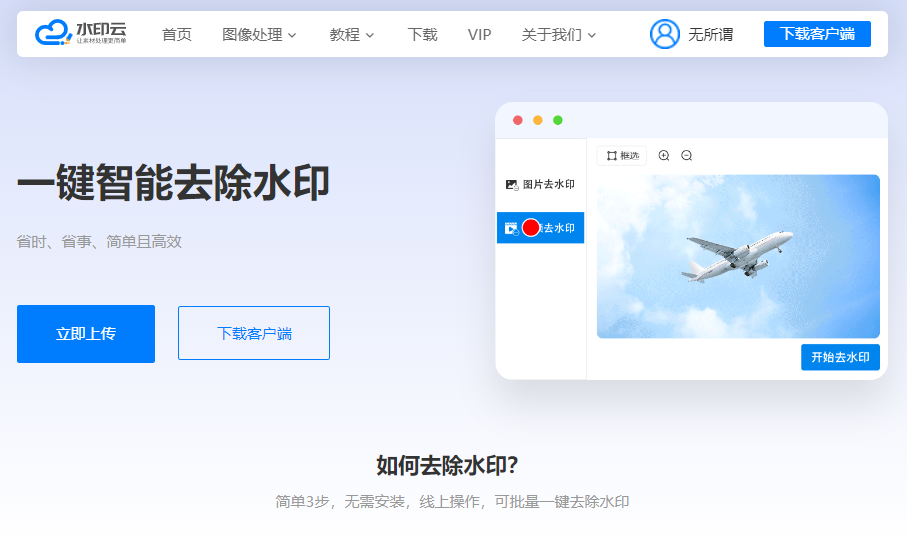 水印云
让素材处理更简单
首页 图像处理 教程 下载 VIP 关于我们 无所谓 下载客户端
一键智能去除水印
省时、省事、简单且高效
立即上传 下载客户端
框选
图片去水印
去水印
开始去水印
如何去除水印?
简单3步，无需安装，线上操作，可批量一键去除水印